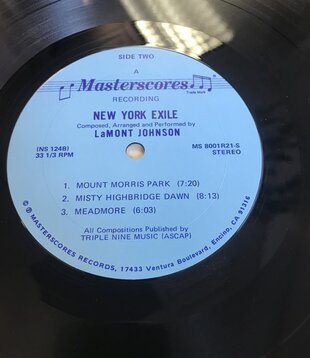 SIDE TWO
A
Masterscores
Trade Mark
RECORDING
NEW YORK EXILE
Composed, Arranged and Performed by
LaMONT JOHNSON
(NS 124B)
33 1/3 RPM
MS 8001R21-S
STEREO
1. MOUNT MORRIS PARK (7:20)
2. MISTY HIGHBRIDGE DAWN (8:13)
3. MEADMORE (6:03)
All Compositions Published by
TRIPLE NINE MUSIC (ASCAP)
© ℗ MASTERSCORES RECORDS, 17433 Ventura Boulevard, Encino, CA 91316